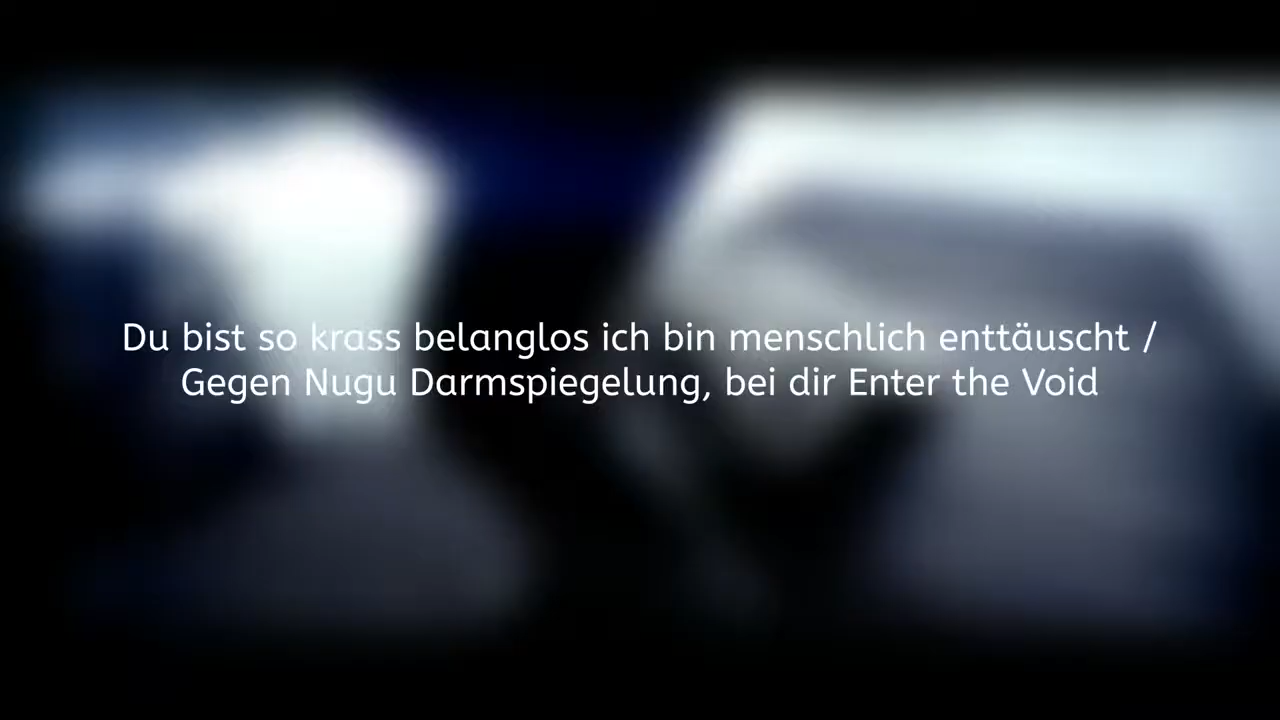 Du bist so krass belanglos ich bin menschlich enttäuscht /
Gegen Nugu Darmspiegelung, bei dir Enter the Void